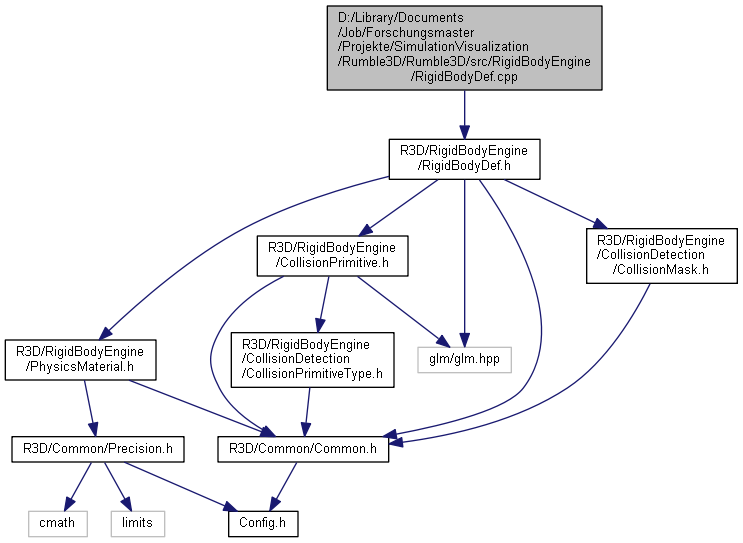 D:/Library/Documents
/Job/Forschungsmaster
/Projekte/SimulationVisualization
/Rumble3D/Rumble3D/src/RigidBodyEngine
/RigidBodyDef.cpp
R3D/RigidBodyEngine
/RigidBodyDef.h
R3D/RigidBodyEngine
/CollisionPrimitive.h
R3D/RigidBodyEngine
/CollisionDetection
/CollisionMask.h
R3D/RigidBodyEngine
/PhysicsMaterial.h
R3D/RigidBodyEngine
/CollisionDetection
/CollisionPrimitiveType.h
glm/glm.hpp
R3D/Common/Precision.h
R3D/Common/Common.h
cmath
limits
Config.h